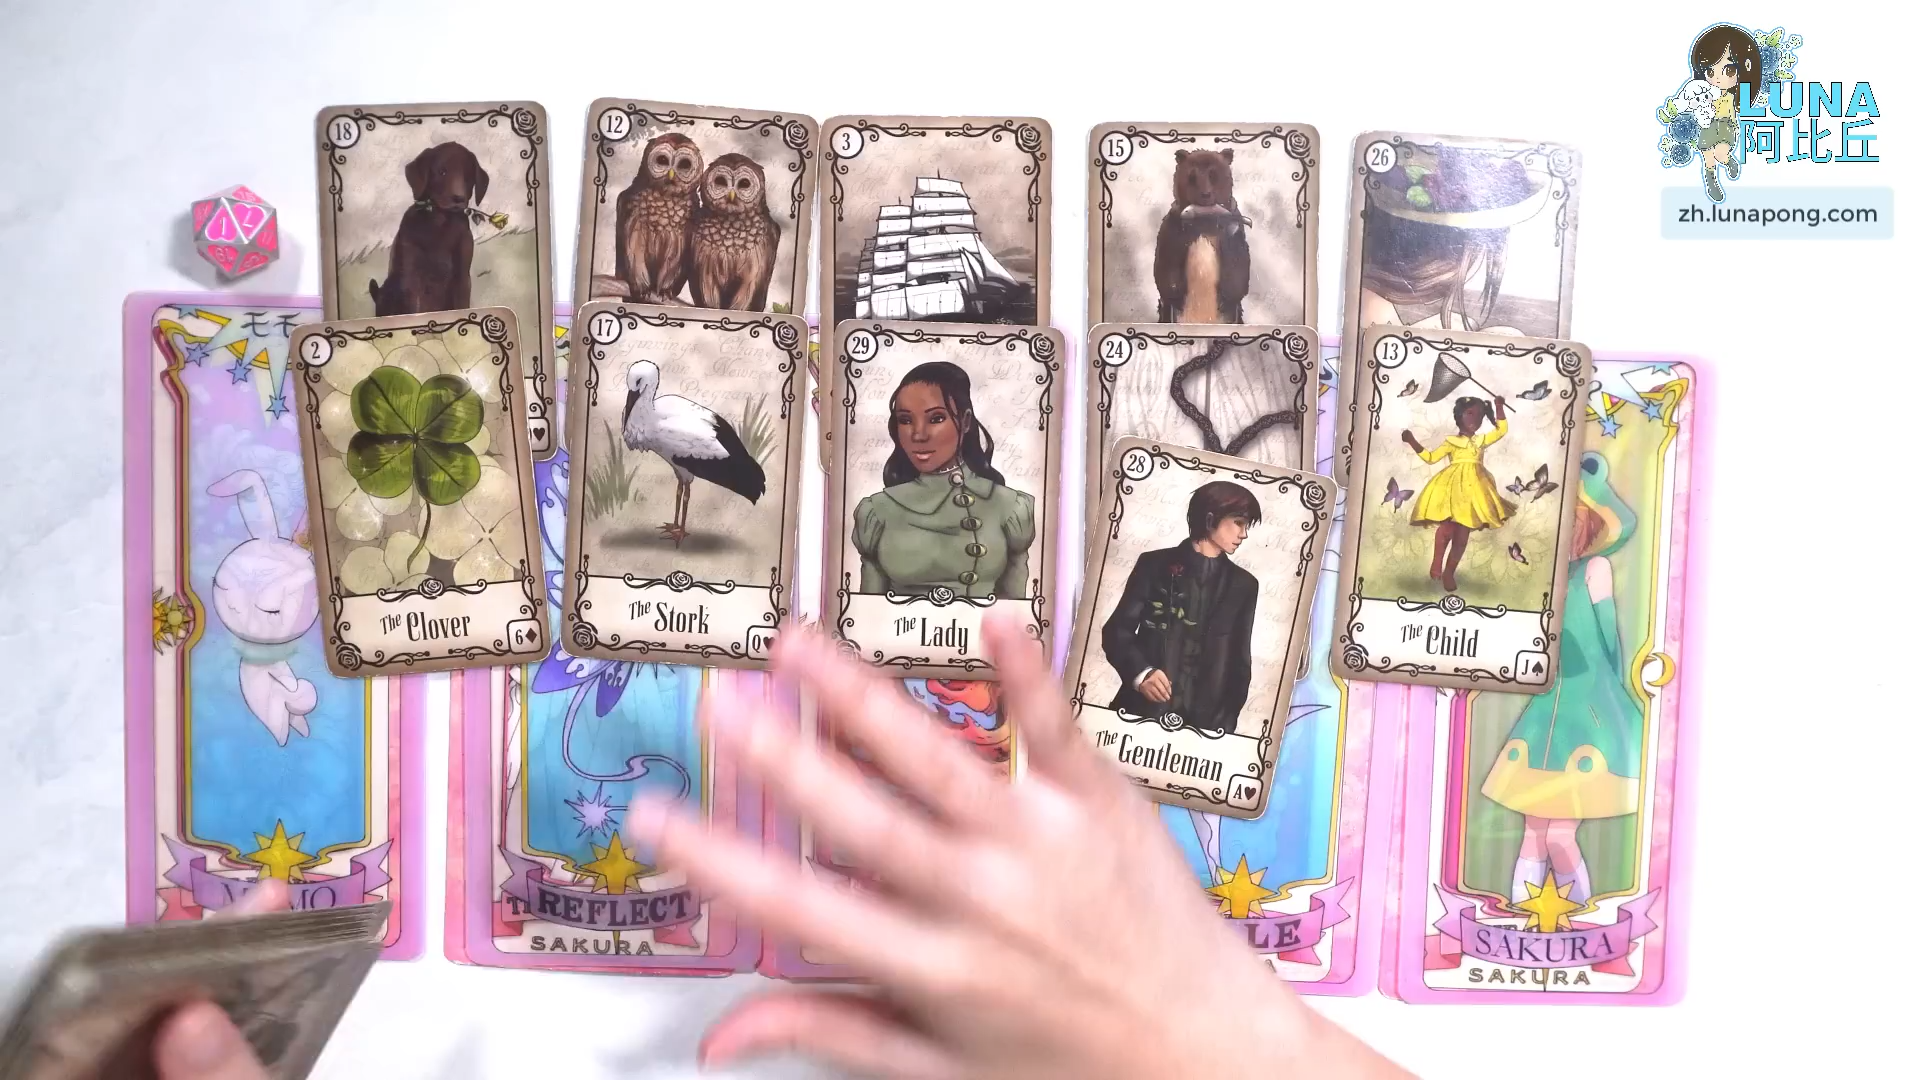 LUNA
阿比丘
zh.lunapong.com
18
12
3
15
26
2
The Clover
6♦
17
The Stork
Q♥
29
The Lady
24
28
The Gentleman
A♥
13
The Child
J♠
REFLECT
SAKURA
SAKURA
SAKURA